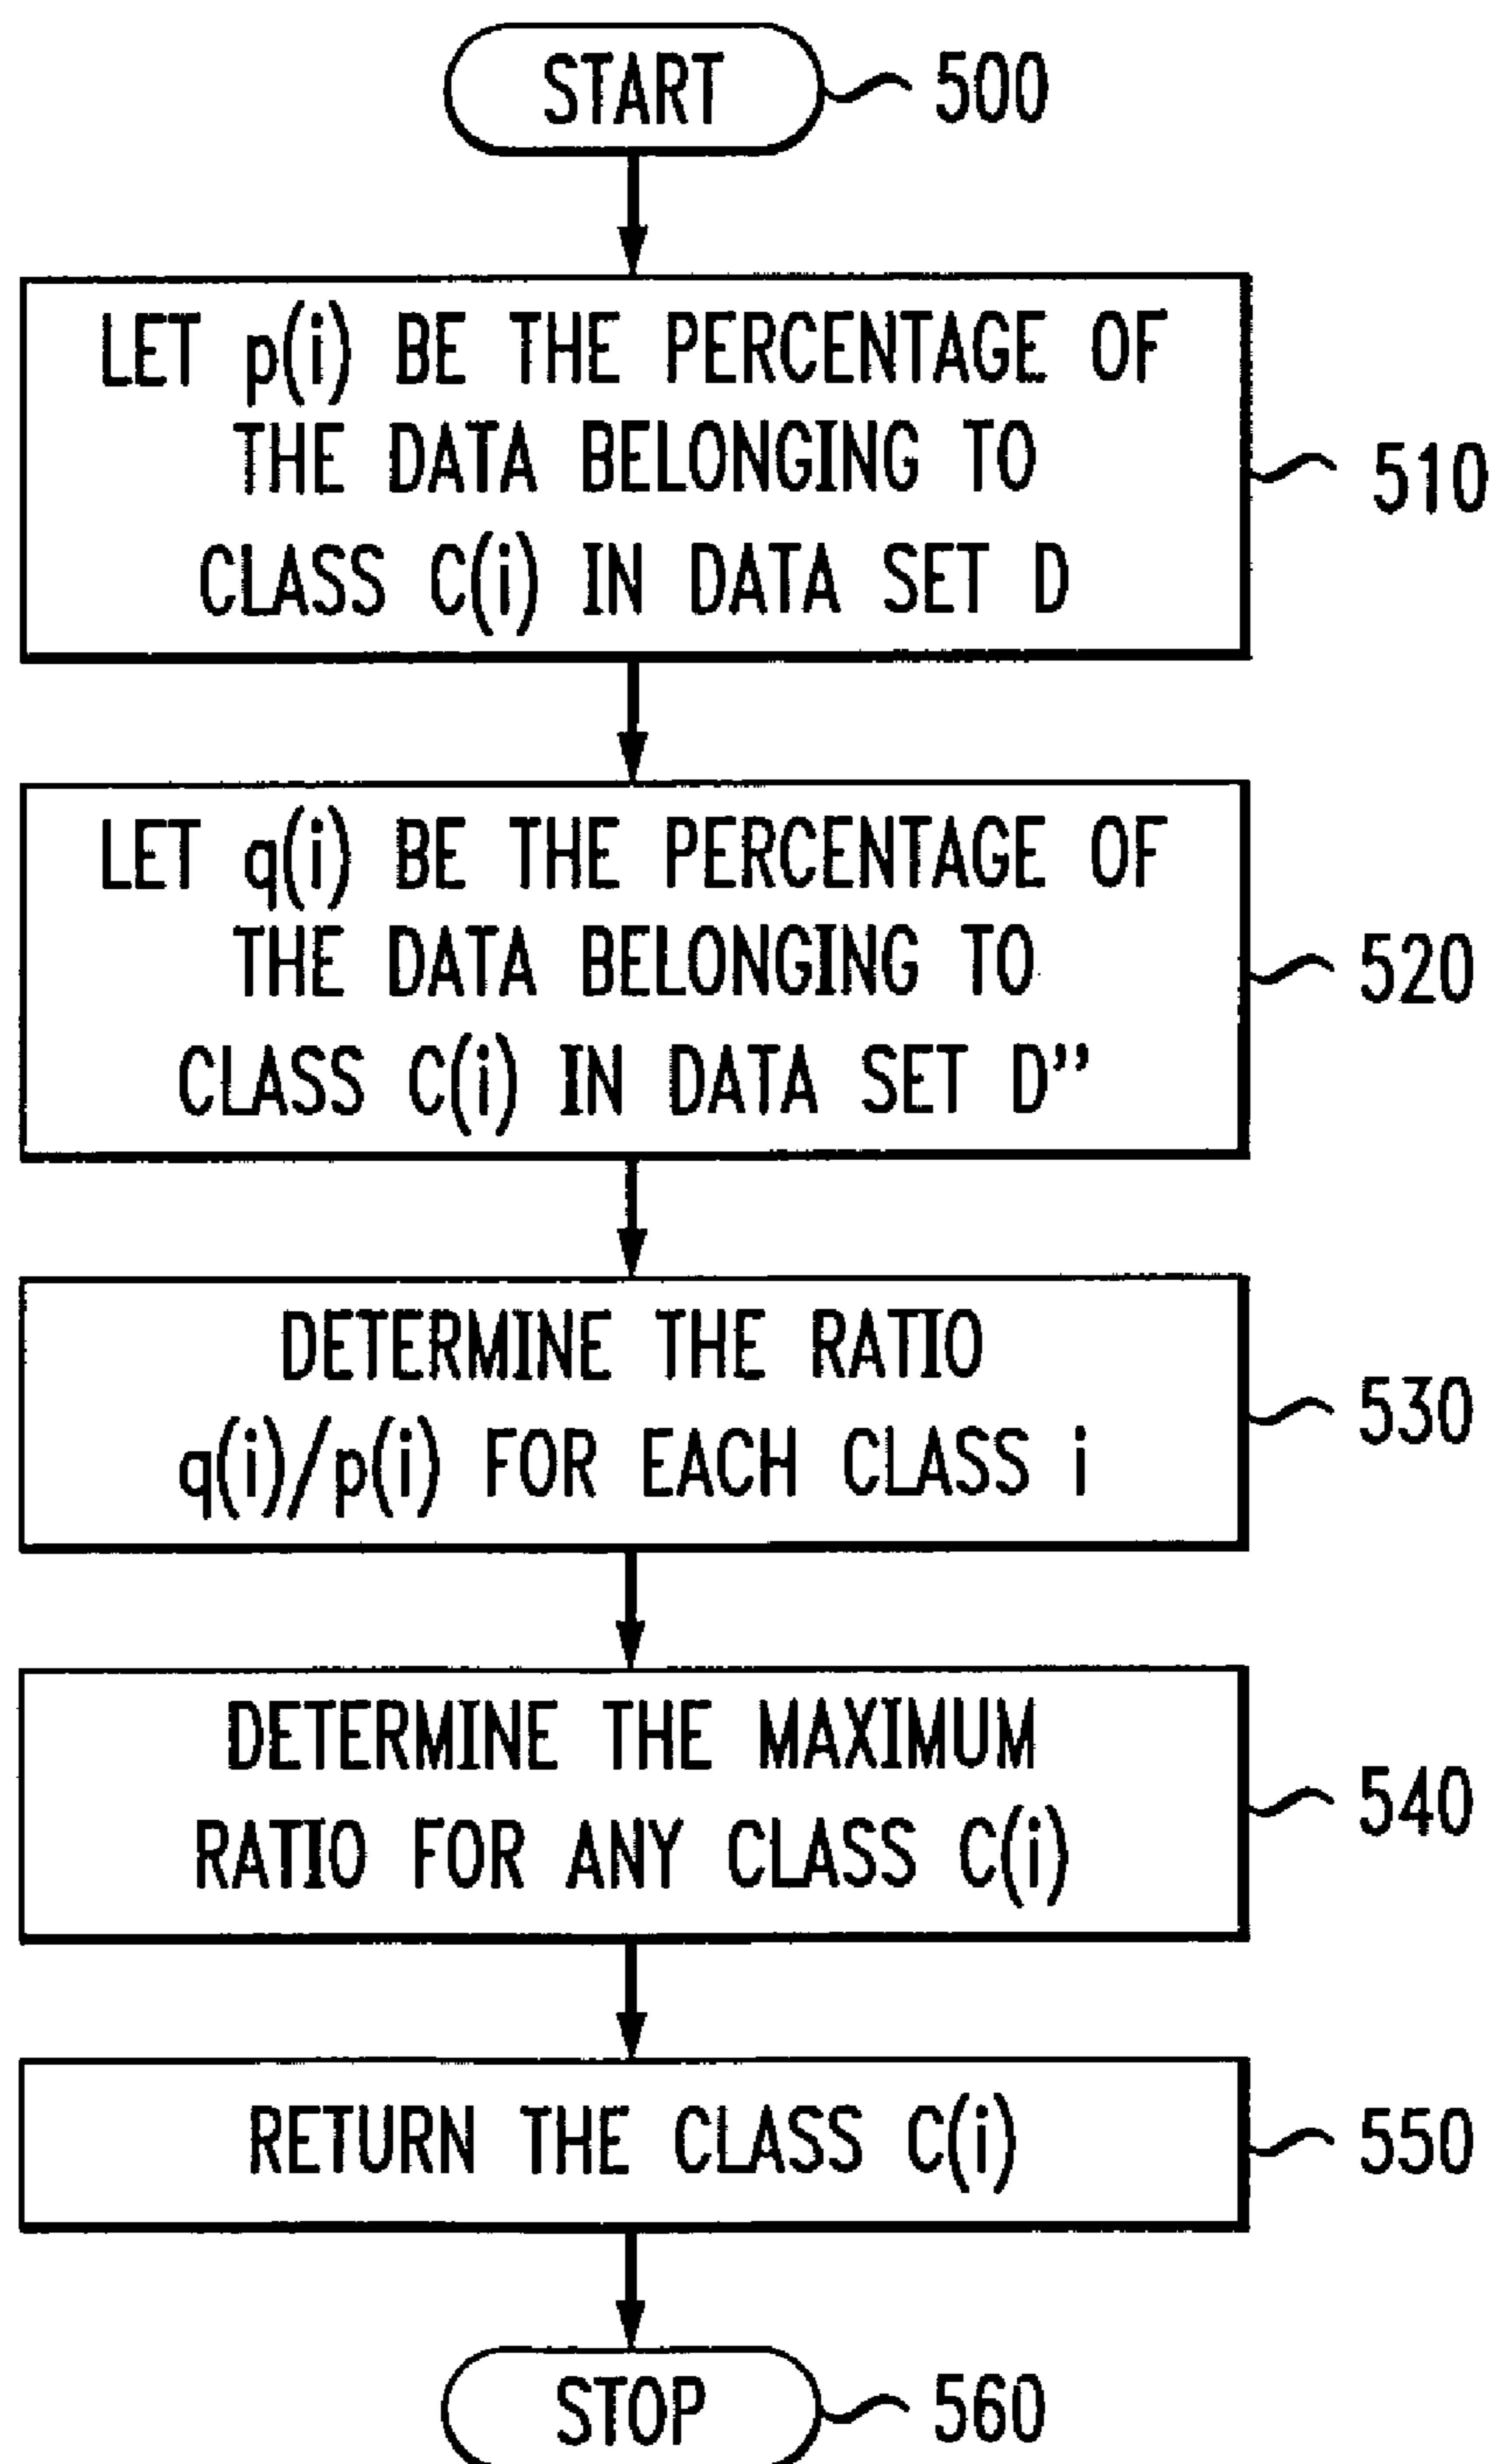 START
500
LET p(i) BE THE PERCENTAGE OF
THE DATA BELONGING TO
CLASS C(i) IN DATA SET D
510
LET q(i) BE THE PERCENTAGE OF
THE DATA BELONGING TO
CLASS C(i) IN DATA SET D”
520
DETERMINE THE RATIO
q(i)/p(i) FOR EACH CLASS i
530
DETERMINE THE MAXIMUM
RATIO FOR ANY CLASS C(i)
540
RETURN THE CLASS C(i)
550
STOP
560